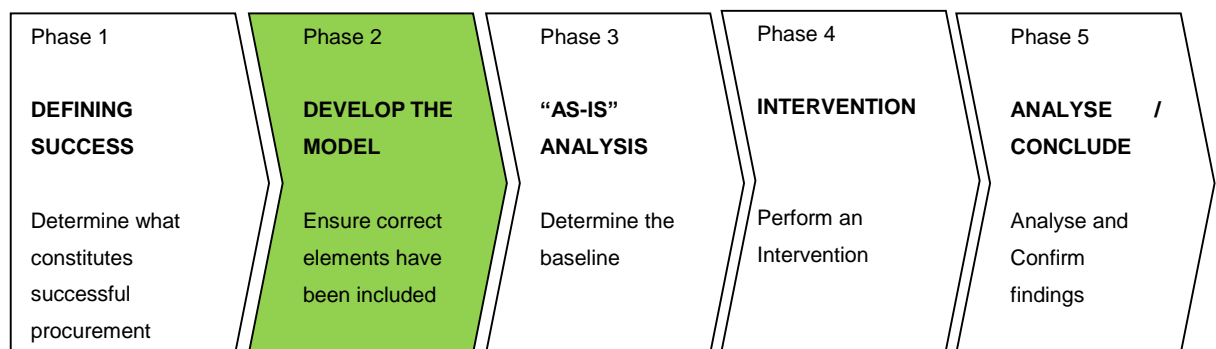 Phase 1
DEFINING
SUCCESS
Determine what
constitutes
successful
procurement
Phase 2
DEVELOP THE
MODEL
Ensure correct
elements have
been included
Phase 3
“AS-IS”
ANALYSIS
Determine the
baseline
Phase 4
INTERVENTION
Perform an
Intervention
Phase 5
ANALYSE /
CONCLUDE
Analyse and
Confirm
findings